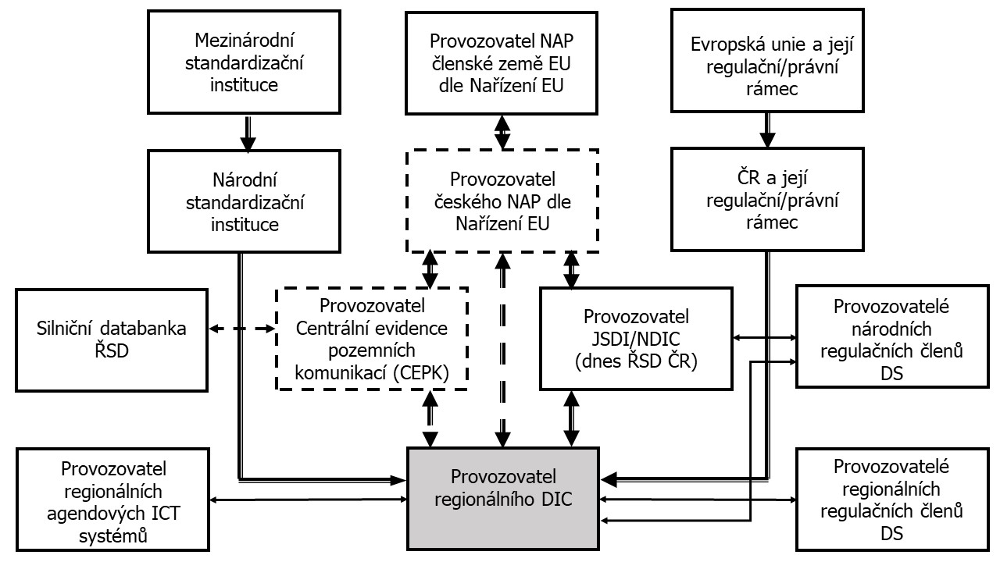 Mezinárodní
standardizační
instituce
Provozovatel NAP
členské země EU
dle Nařízení EU
Evropská unie a její
regulační/právní
rámec
Národní
standardizační
instituce
Provozovatel
českého NAP dle
Nařízení EU
ČR a její
regulační/právní
rámec
Silniční databanka
ŘSD
Provozovatel
Centrální evidence
pozemních
komunikací (CEPK)
Provozovatel
JSDI/NDIC
(dnes ŘSD ČR)
Provozovatelé
národních
regulačních členů
DS
Provozovatel
regionálních
agendových ICT
systémů
Provozovatel
regionálního DIC
Provozovatelé
regionálních
regulačních členů
DS